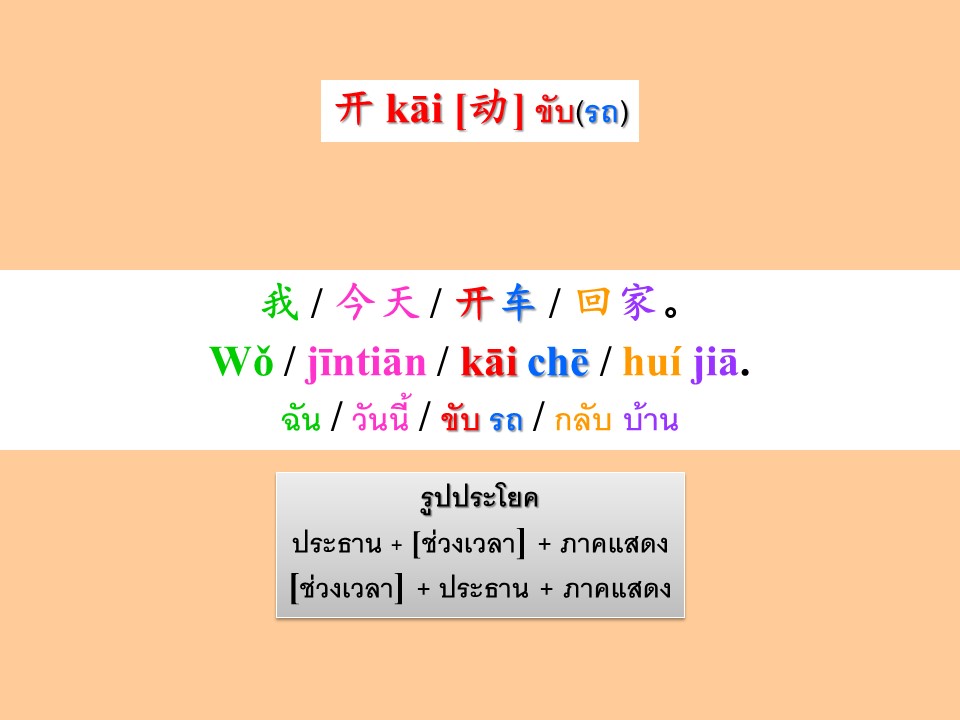 开 kāi [动] ขับ(รถ)
我 / 今天 / 开车 / 回家。
Wǒ / jīntiān / kāi chē / huí jiā.
ฉัน / วันนี้ / ขับ รถ / กลับ บ้าน
รูปประโยค
ประธาน + [ช่วงเวลา] + ภาคแสดง
[ช่วงเวลา] + ประธาน + ภาคแสดง